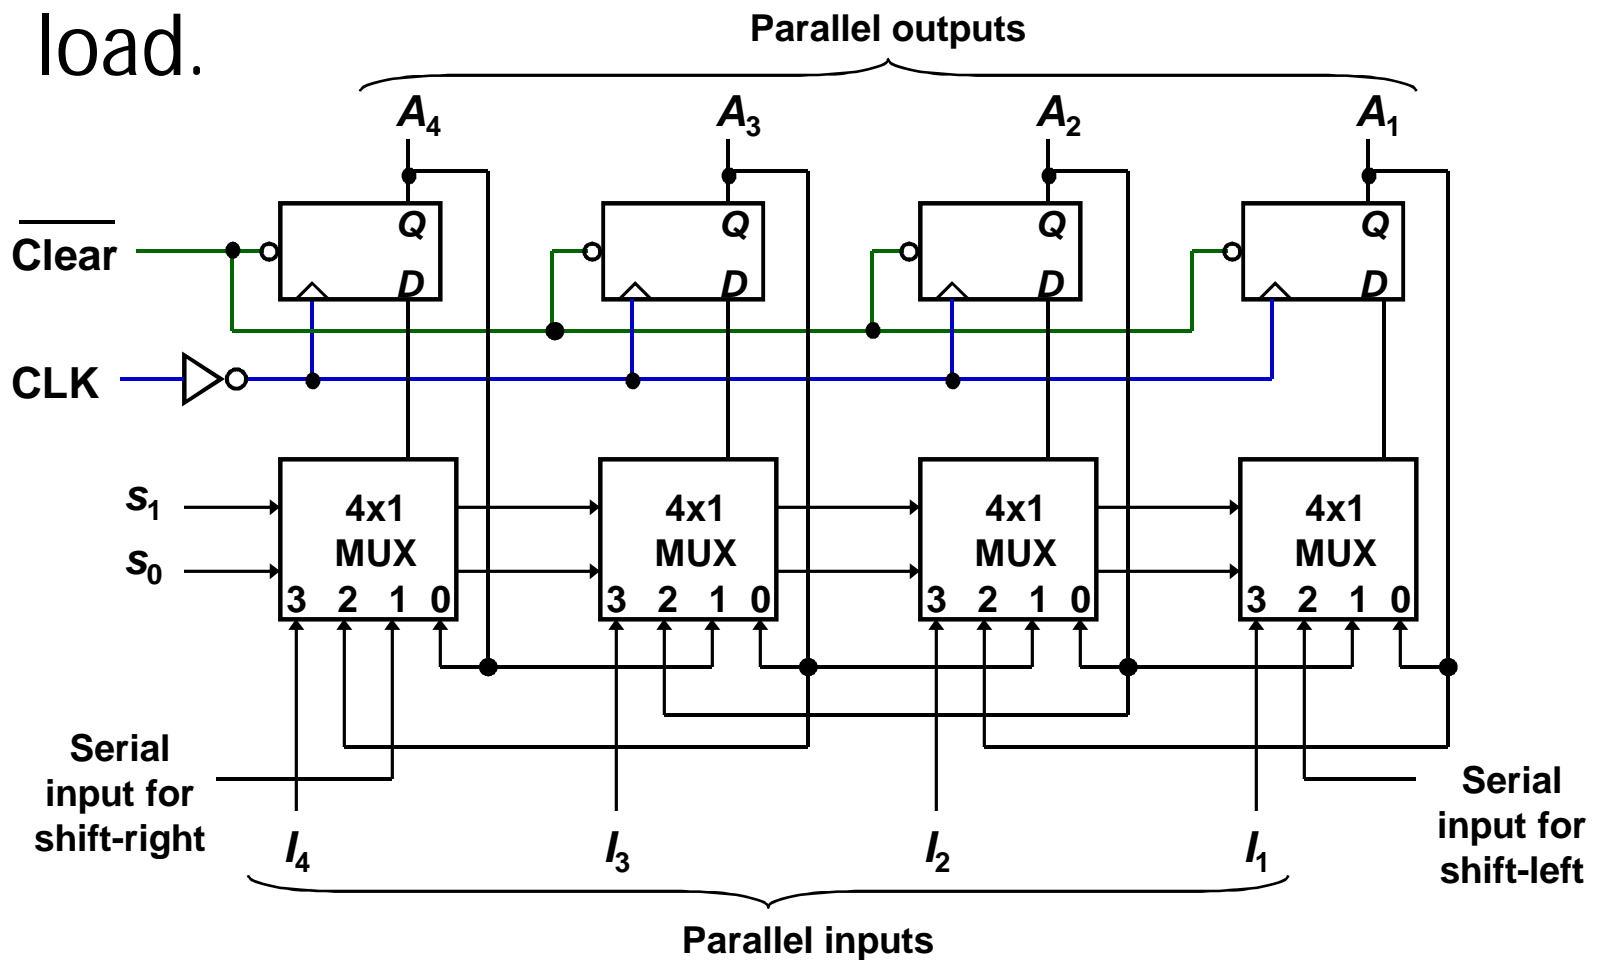 load.
Parallel outputs
A4 A3 A2 A1
Q Q Q Q
Clear
D D D D
CLK
s1 4x1 4x1 4x1 4x1
s0 MUX MUX MUX MUX
3 2 1 0 3 2 1 0 3 2 1 0 3 2 1 0
Serial
input for
shift-right
I4 I3 I2 I1
Serial
input for
shift-left
Parallel inputs